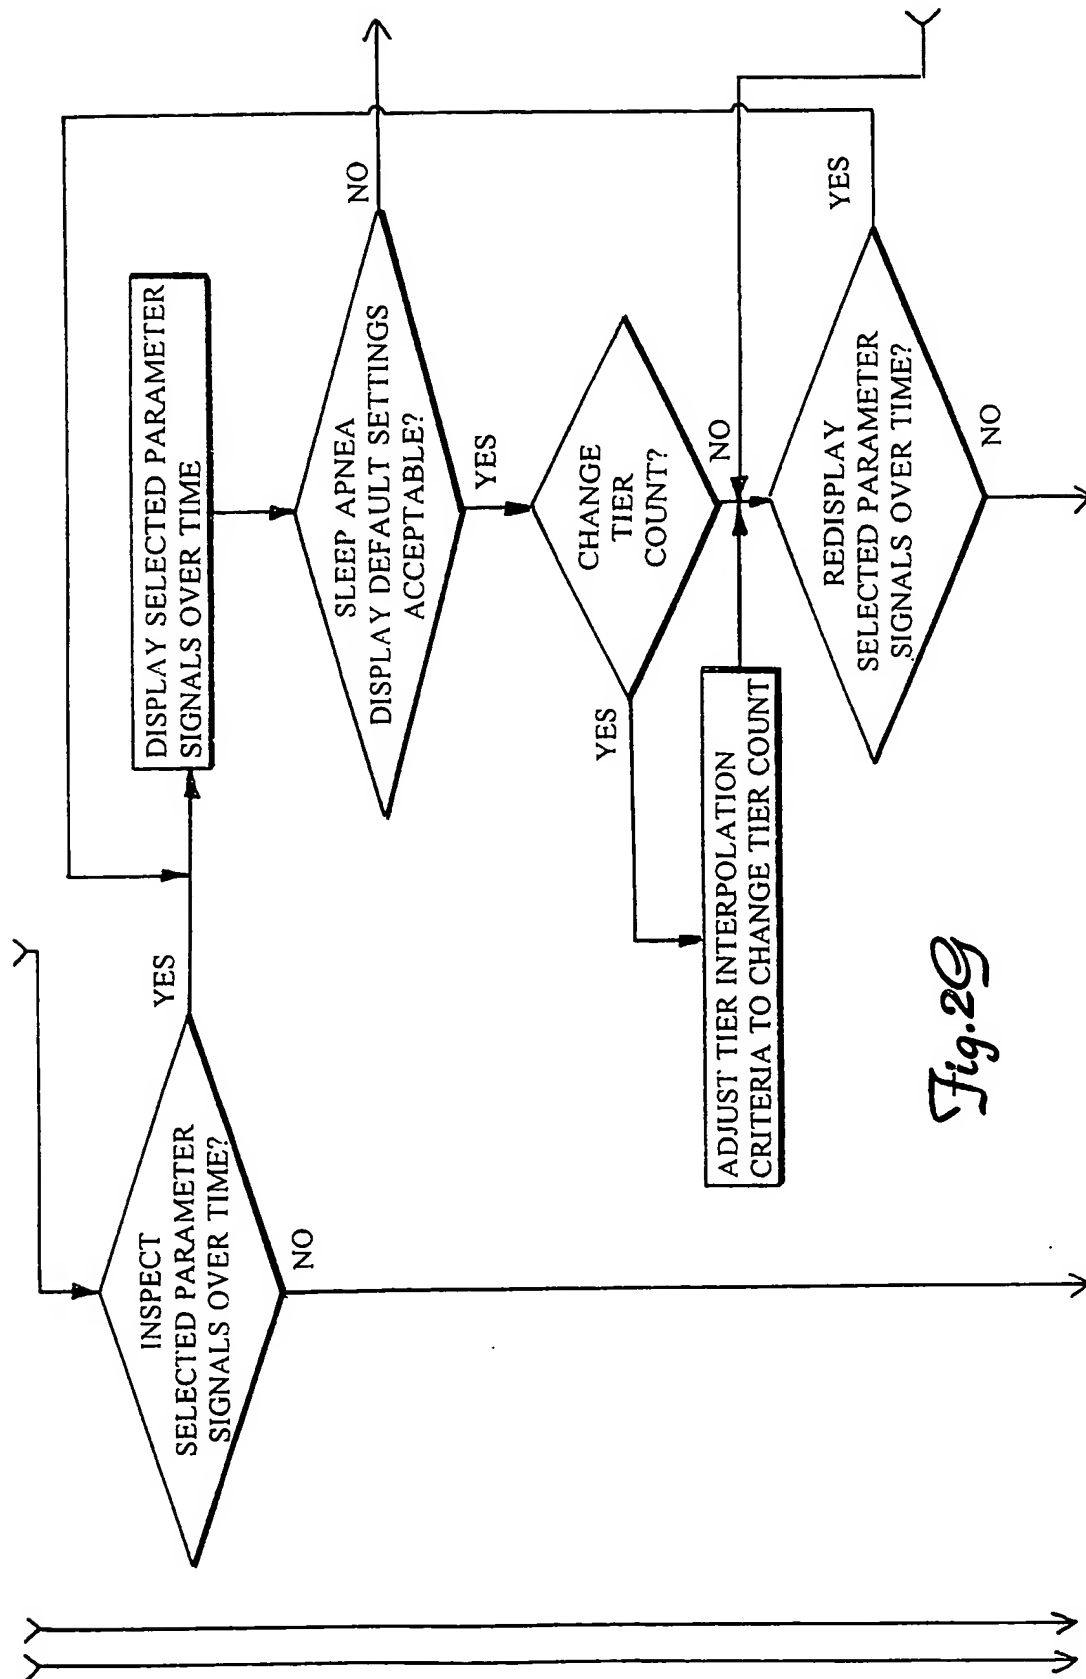 INSPECT
SELECTED PARAMETER
SIGNALS OVER TIME?
YES
NO
DISPLAY SELECTED PARAMETER
SIGNALS OVER TIME
SLEEP APNEA
DISPLAY DEFAULT SETTINGS
ACCEPTABLE?
NO
YES
CHANGE
TIER
COUNT?
YES
NO
ADJUST TIER INTERPOLATION
CRITERIA TO CHANGE TIER COUNT
REDISPLAY
SELECTED PARAMETER
SIGNALS OVER TIME?
YES
NO
Fig.2G